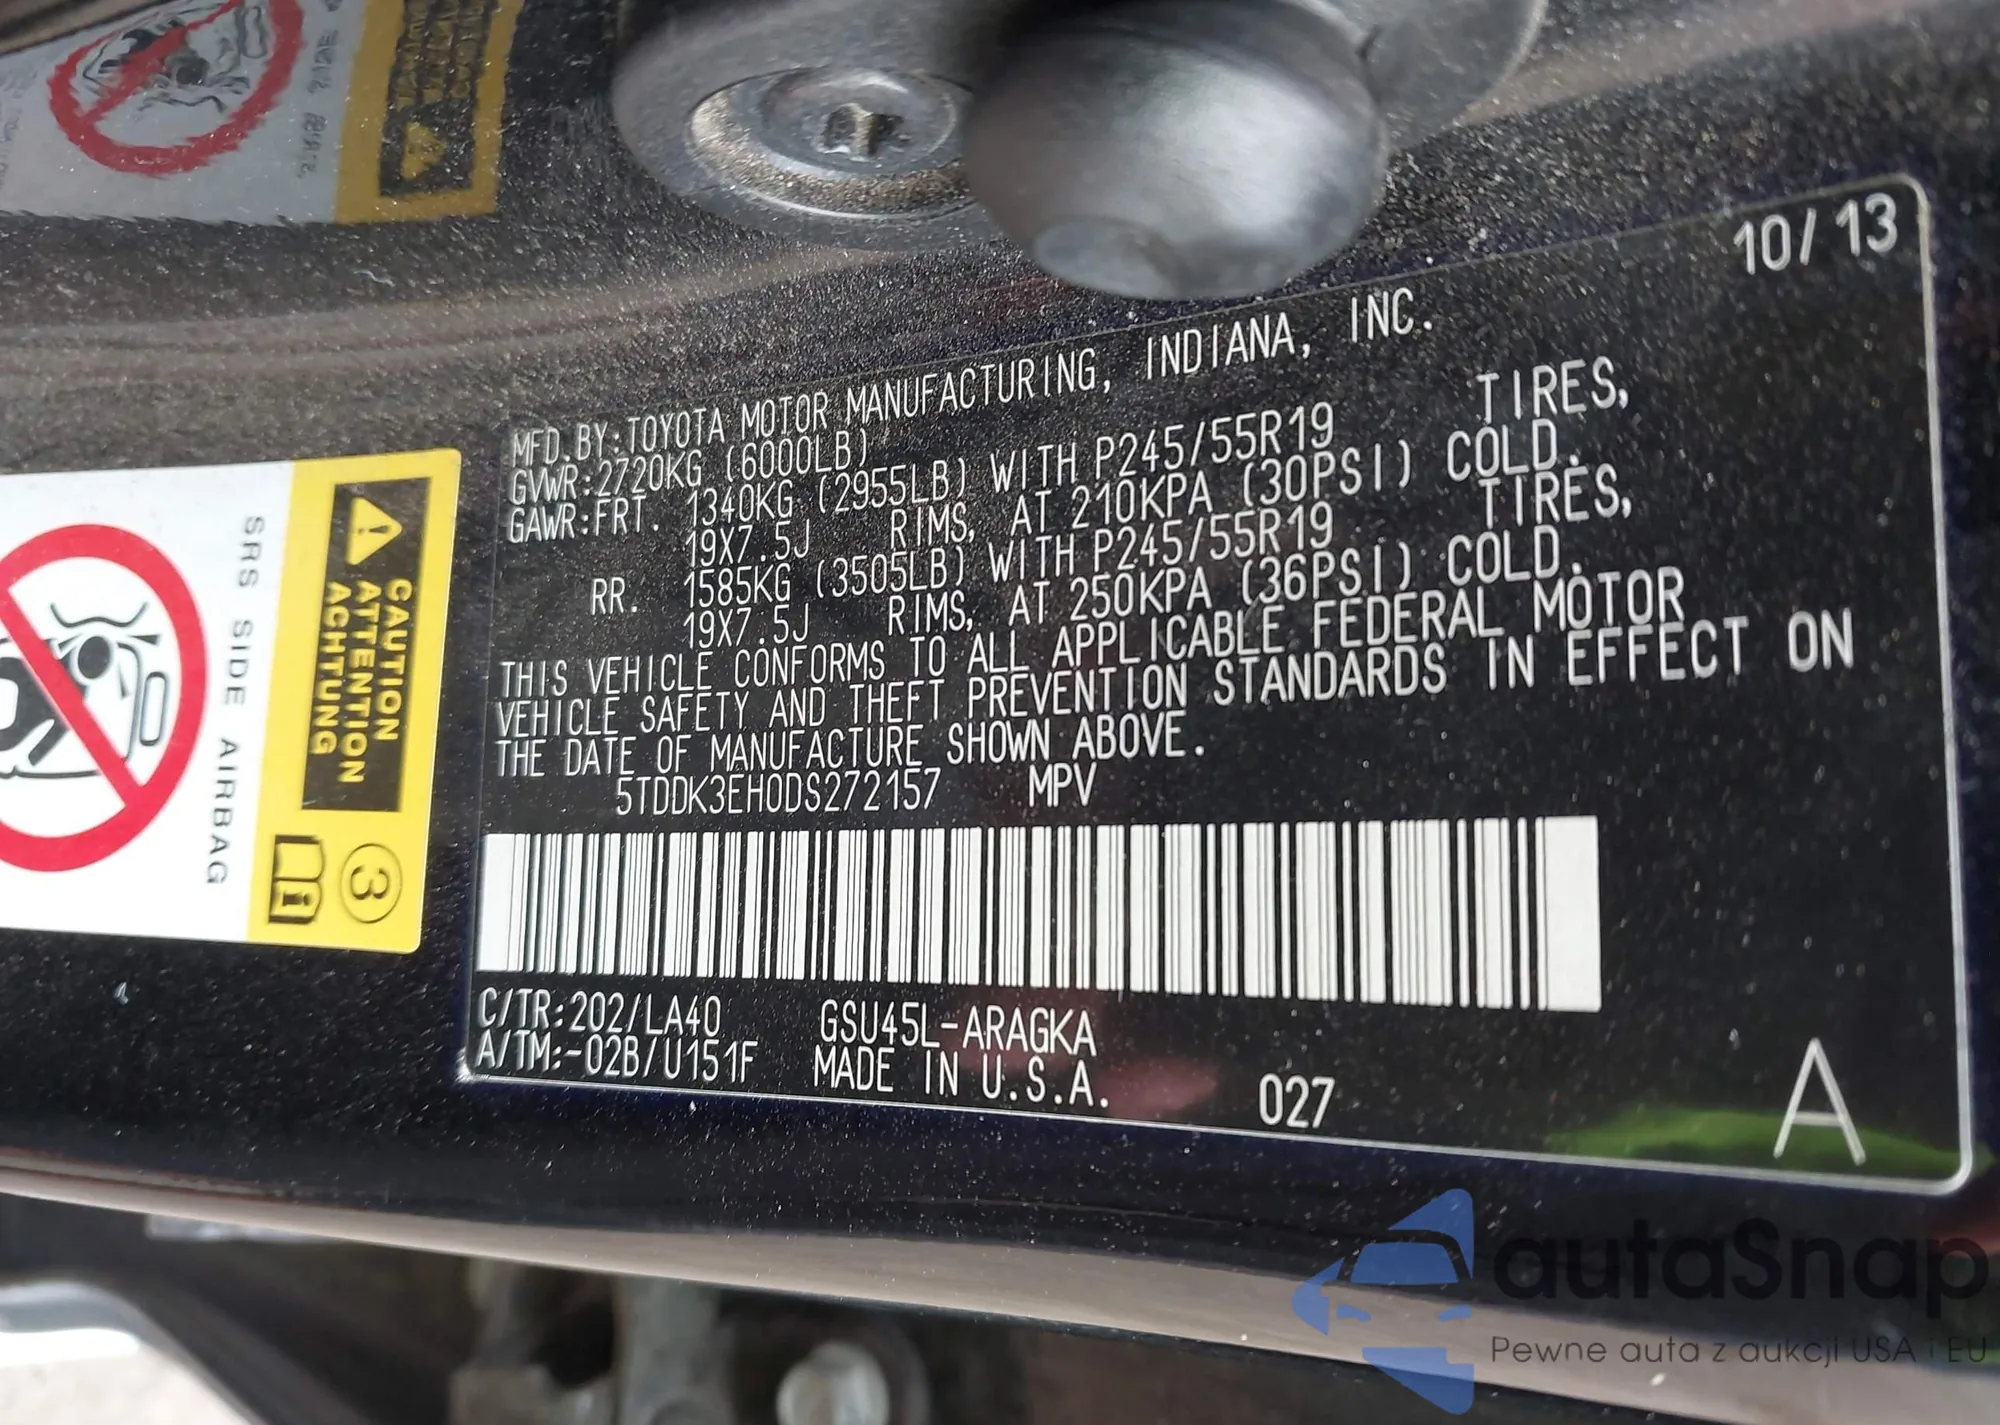 10/13
MFD.BY:TOYOTA MOTOR MANUFACTURING, INDIANA, INC.
GVWR:2720KG (6000LB)
GAWR:FRT. 1340KG (2955LB) WITH P245/55R19 TIRES,
19X7.5J RIMS, AT 210KPA (30PSI) COLD.
RR. 1585KG (3505LB) WITH P245/55R19 TIRES,
19X7.5J RIMS, AT 250KPA (36PSI) COLD.
THIS VEHICLE CONFORMS TO ALL APPLICABLE FEDERAL MOTOR
VEHICLE SAFETY AND THEFT PREVENTION STANDARDS IN EFFECT ON
THE DATE OF MANUFACTURE SHOWN ABOVE.
5TDDK3EH0DS272157 MPV
C/TR:202/LA40 GSU45L-ARAGKA
A/TM:-02B/U151F MADE IN U.S.A.
027
A
CAUTION
ATTENTION
ACHTUNG
3
i
SRS SIDE AIRBAG
autaSnap
Pewne auta z aukcji USA i EU